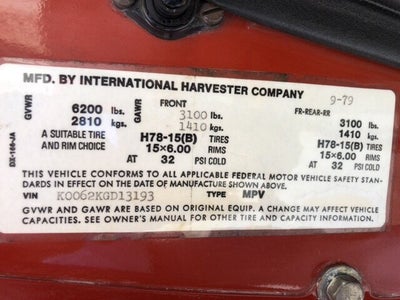 MFD. BY INTERNATIONAL HARVESTER COMPANY 9-79
GVWR 6200 lbs. GAWR FRONT 3100 lbs. FR-REAR-RR 3100 lbs.
2810 kgs. 1410 kgs. 1410 kgs.
A SUITABLE TIRE H78-15(B) TIRES H78-15(B) TIRES
AND RIM CHOICE 15×6.00 RIMS 15×6.00 RIMS
AT 32 PSI COLD AT 32 PSI COLD
THIS VEHICLE CONFORMS TO ALL APPLICABLE FEDERAL MOTOR VEHICLE SAFETY STAN-
DARDS IN EFFECT ON THE DATE OF MANUFACTURE SHOWN ABOVE.
VIN K0062KGD13193 TYPE MPV
GVWR AND GAWR ARE BASED ON ORIGINAL EQUIP. A CHANGE MAY AFFECT VEHICLE
CAPACITIES. SEE OWNER'S MANUAL FOR OTHER TIRE AND CAPACITY INFORMATION.
DZ-166-JA